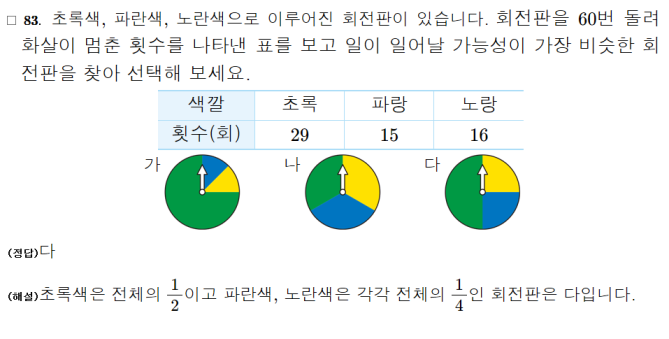 □ 83. 초록색, 파란색, 노란색으로 이루어진 회전판이 있습니다. 회전판을 60번 돌려
화살이 멈춘 횟수를 나타낸 표를 보고 일이 일어날 가능성이 가장 비슷한 회
전판을 찾아 선택해 보세요.
색깔 초록 파랑 노랑
횟수(회) 29 15 16
가 나 다
(정답)다
(해설)초록색은 전체의 1/2이고 파란색, 노란색은 각각 전체의 1/4인 회전판은 다입니다.